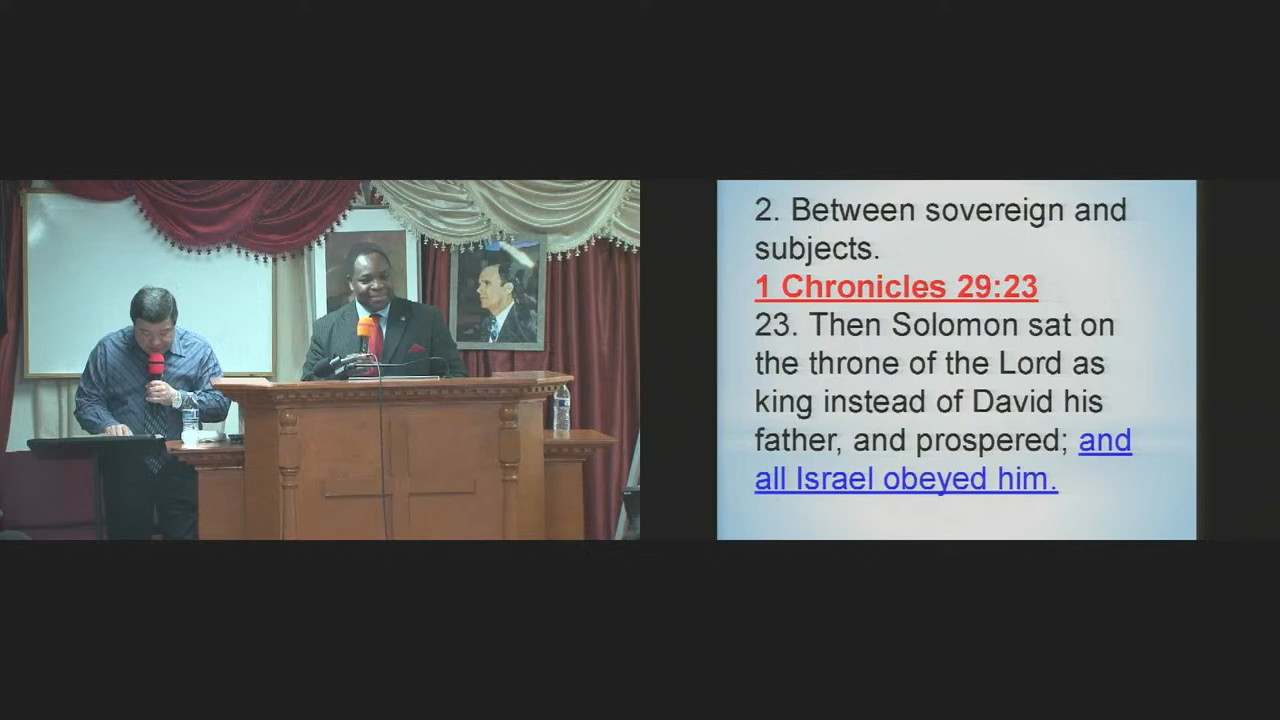 2. Between sovereign and
subjects.
1 Chronicles 29:23
23. Then Solomon sat on
the throne of the Lord as
king instead of David his
father, and prospered; and
all Israel obeyed him.